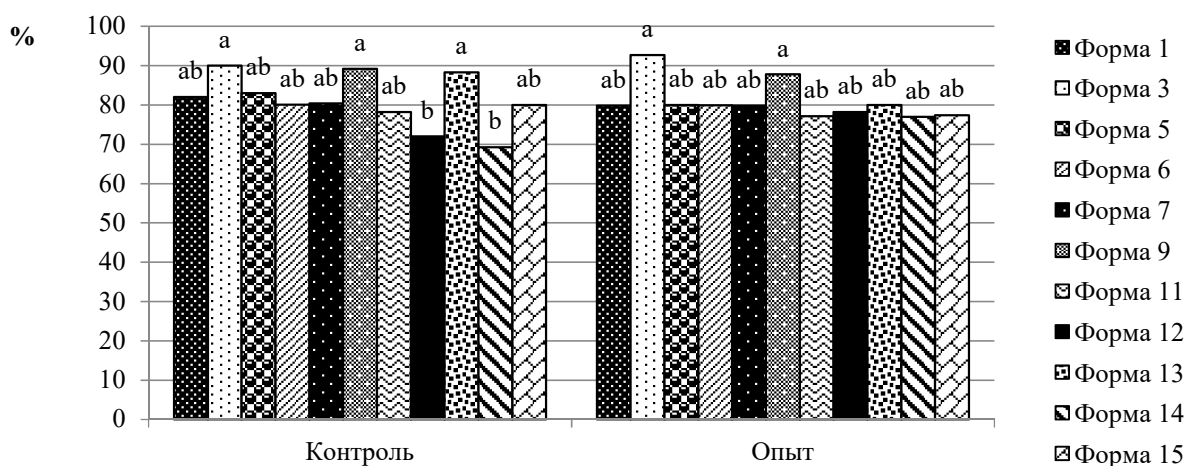 %
100
90
80
70
60
50
40
30
20
10
0
ab a ab ab ab a ab b a b ab
a ab ab ab ab a ab ab ab ab ab
Контроль
Опыт
Форма 1
Форма 3
Форма 5
Форма 6
Форма 7
Форма 9
Форма 11
Форма 12
Форма 13
Форма 14
Форма 15